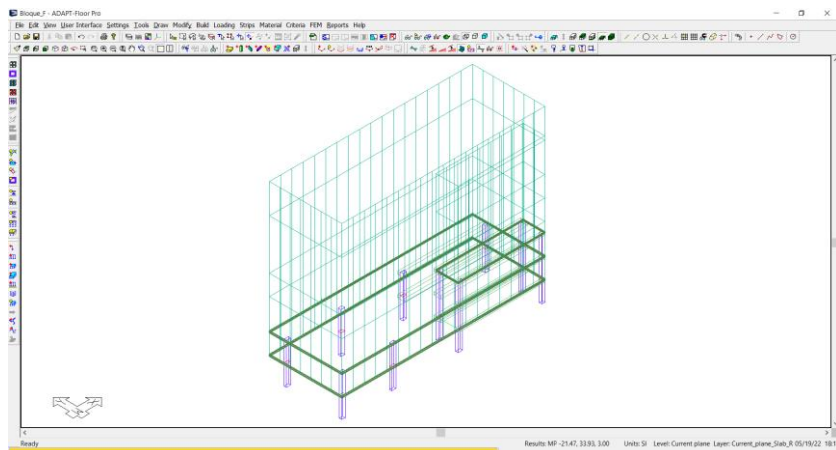 Bloque_F - ADAPT-Floor Pro
File Edit View User Interface Settings Tools Draw Modify Build Loading Strips Material Criteria FEM Reports Help
Ready Results: MP -21.47, 33.93, 3.00 Units: SI Level: Current plane Layer: Current_plane_Slab_R 05/19/22